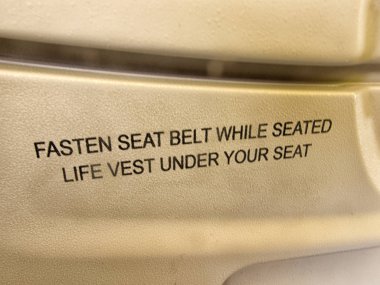 FASTEN SEAT BELT WHILE SEATED
LIFE VEST UNDER YOUR SEAT